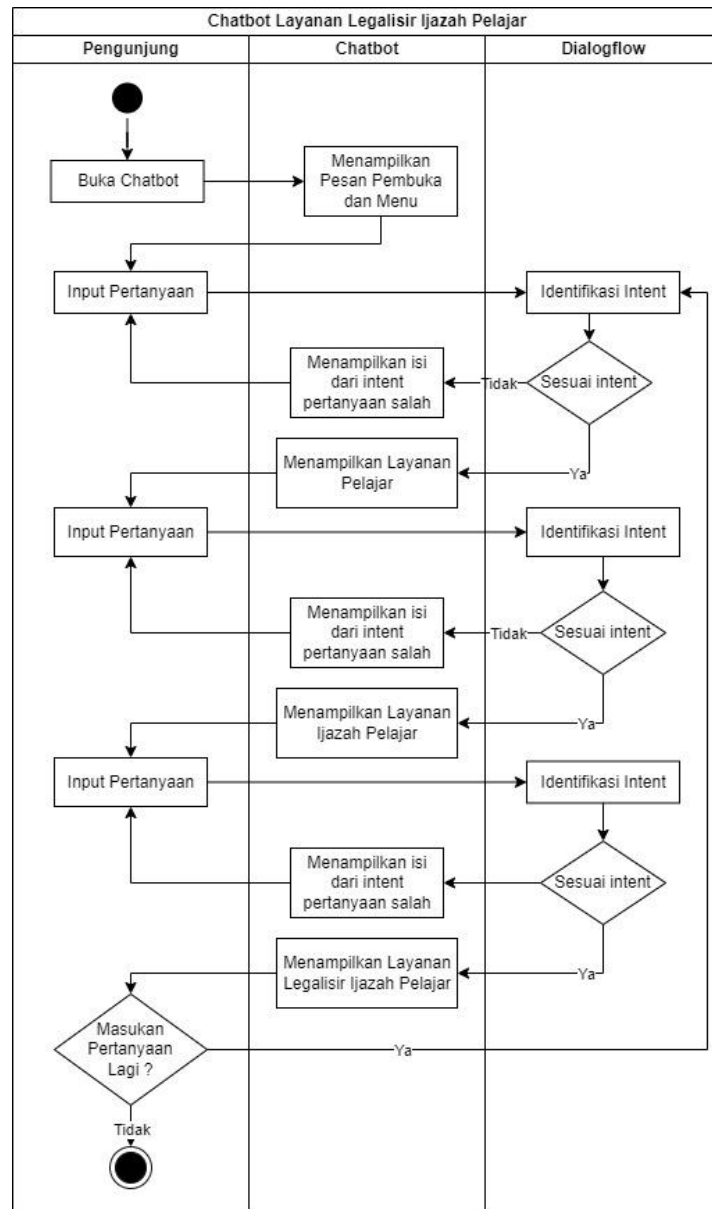 Chatbot Layanan Legalisir Ijazah Pelajar
Pengunjung
Chatbot
Dialogflow
Buka Chatbot
Menampilkan
Pesan Pembuka
dan Menu
Input Pertanyaan
Identifikasi Intent
Menampilkan isi
dari intent
pertanyaan salah
Tidak
Sesuai intent
Menampilkan Layanan
Pelajar
Ya
Input Pertanyaan
Identifikasi Intent
Menampilkan isi
dari intent
pertanyaan salah
Tidak
Sesuai intent
Menampilkan Layanan
Ijazah Pelajar
Ya
Input Pertanyaan
Identifikasi Intent
Menampilkan isi
dari intent
pertanyaan salah
Sesuai intent
Menampilkan Layanan
Legalisir Ijazah Pelajar
Ya
Masukan
Pertanyaan
Lagi ?
Ya
Tidak